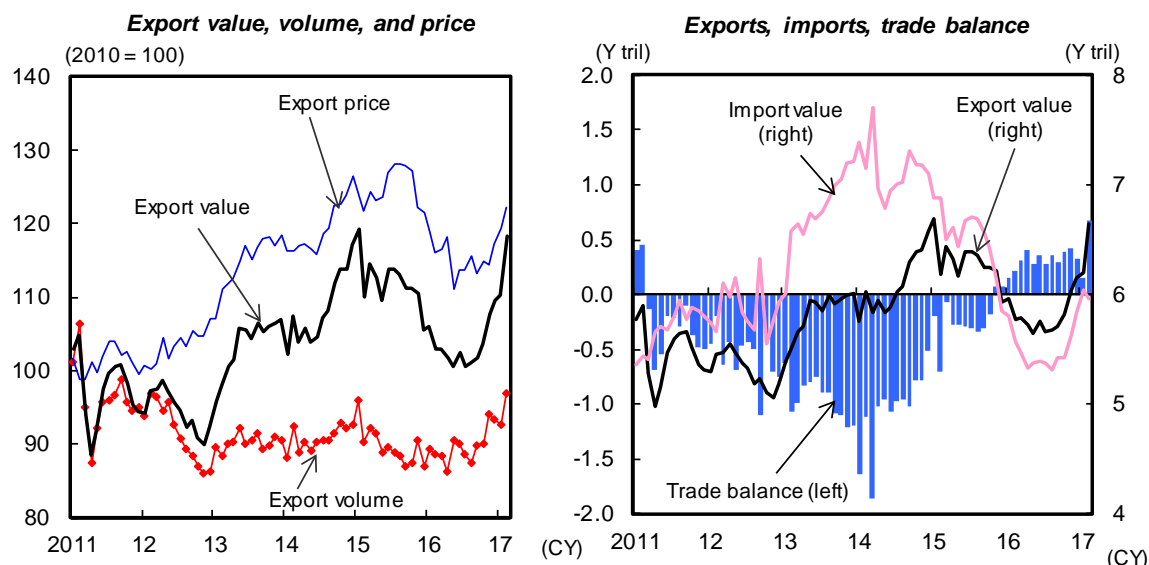 Export value, volume, and price
(2010 = 100)
140
130
120
110
100
90
80
Export price
Export value
Export volume
2011 12 13 14 15 16 17
(CY)
Exports, imports, trade balance
(Y tril) (Y tril)
2.0 8
1.5
1.0 7
0.5
0.0 6
-0.5
-1.0 5
-1.5
-2.0 4
Import value
(right)
Export value
(right)
Trade balance (left)
2011 12 13 14 15 16 17
(CY)